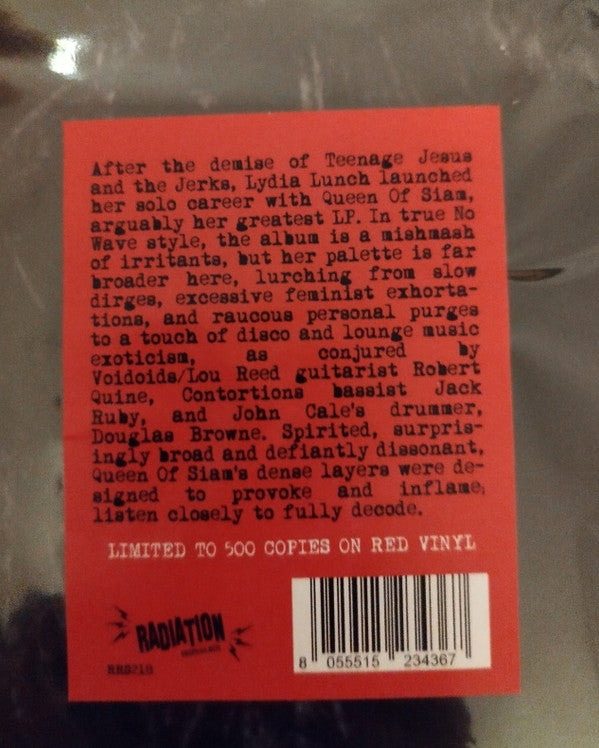 After the demise of Teenage Jesus
and the Jerks, Lydia Lunch launched
her solo career with Queen Of Siam,
arguably her greatest LP. In true No
Wave style, the album is a mishmash
of irritants, but her palette is far
broader here, lurching from slow
dirges, excessive feminist exhorta-
tions, and raucous personal purges
to a touch of disco and lounge music
exoticism, as conjured by
Voidoids/Lou Reed guitarist Robert
Quine, Contortions bassist Jack
Ruby, and John Cale's drummer,
Douglas Browne. Spirited, surpris-
ingly broad and defiantly dissonant,
Queen Of Siam's dense layers were de-
signed to provoke and inflame;
listen closely to fully decode.
LIMITED TO 500 COPIES ON RED VINYL
RADIATION
RRS218
8 055515 234367